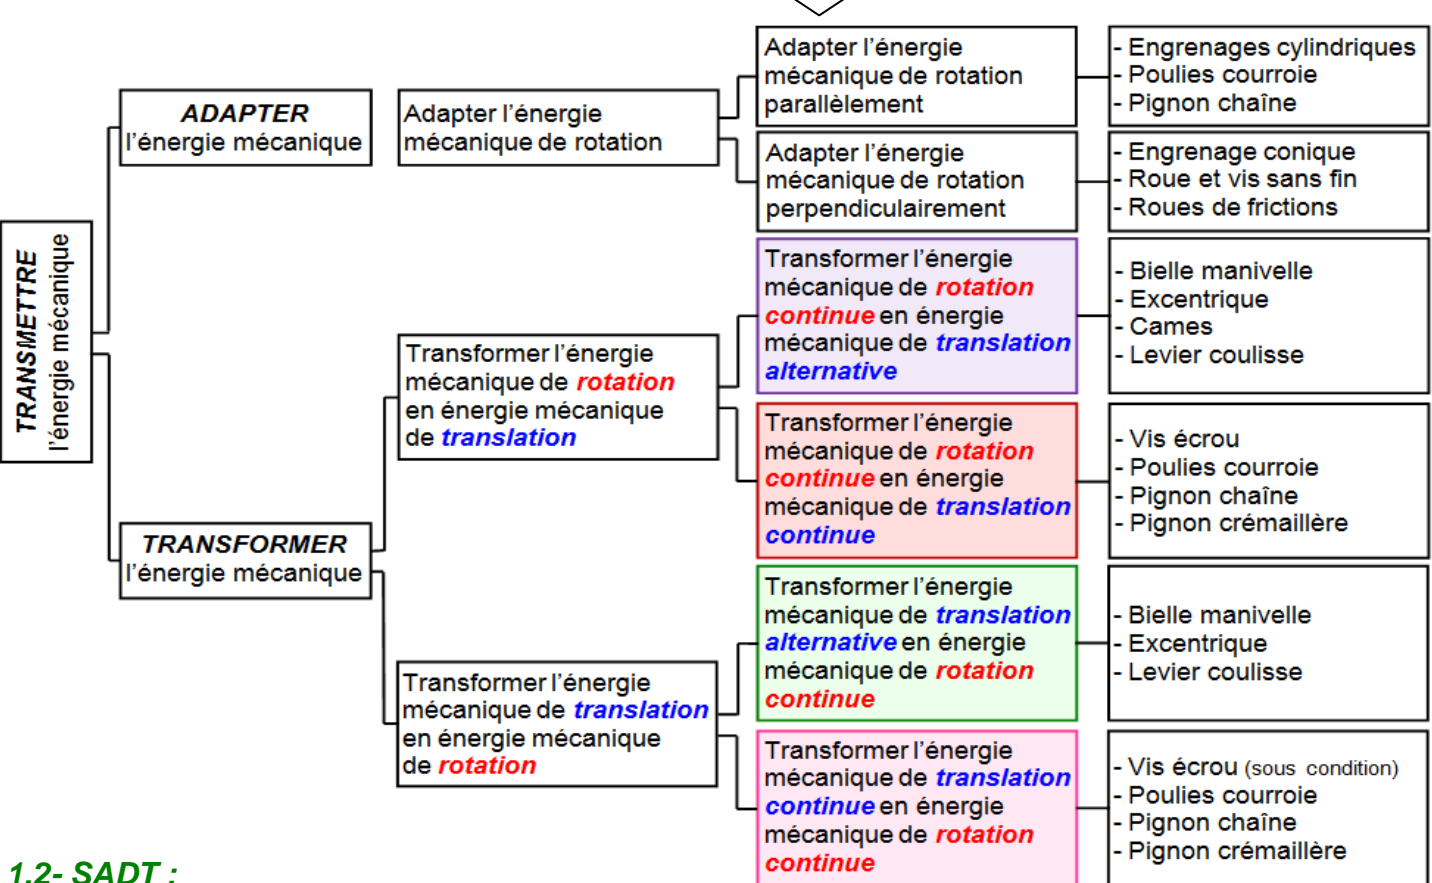 TRANSMETTRE
l’énergie mécanique
ADAPTER
l’énergie mécanique
Adapter l’énergie
mécanique de rotation
Adapter l’énergie
mécanique de rotation
parallèlement
- Engrenages cylindriques
- Poulies courroie
- Pignon chaîne
Adapter l’énergie
mécanique de rotation
perpendiculairement
- Engrenage conique
- Roue et vis sans fin
- Roues de frictions
TRANSFORMER
l’énergie mécanique
Transformer l’énergie
mécanique de rotation
en énergie mécanique
de translation
Transformer l’énergie
mécanique de rotation
continue en énergie
mécanique de translation
alternative
- Bielle manivelle
- Excentrique
- Cames
- Levier coulisse
Transformer l’énergie
mécanique de rotation
continue en énergie
mécanique de translation
continue
- Vis écrou
- Poulies courroie
- Pignon chaîne
- Pignon crémaillère
Transformer l’énergie
mécanique de translation
en énergie mécanique
de rotation
Transformer l’énergie
mécanique de translation
alternative en énergie
mécanique de rotation
continue
- Bielle manivelle
- Excentrique
- Levier coulisse
Transformer l’énergie
mécanique de translation
continue en énergie
mécanique de rotation
continue
- Vis écrou (sous condition)
- Poulies courroie
- Pignon chaîne
- Pignon crémaillère
1.2- SADT :